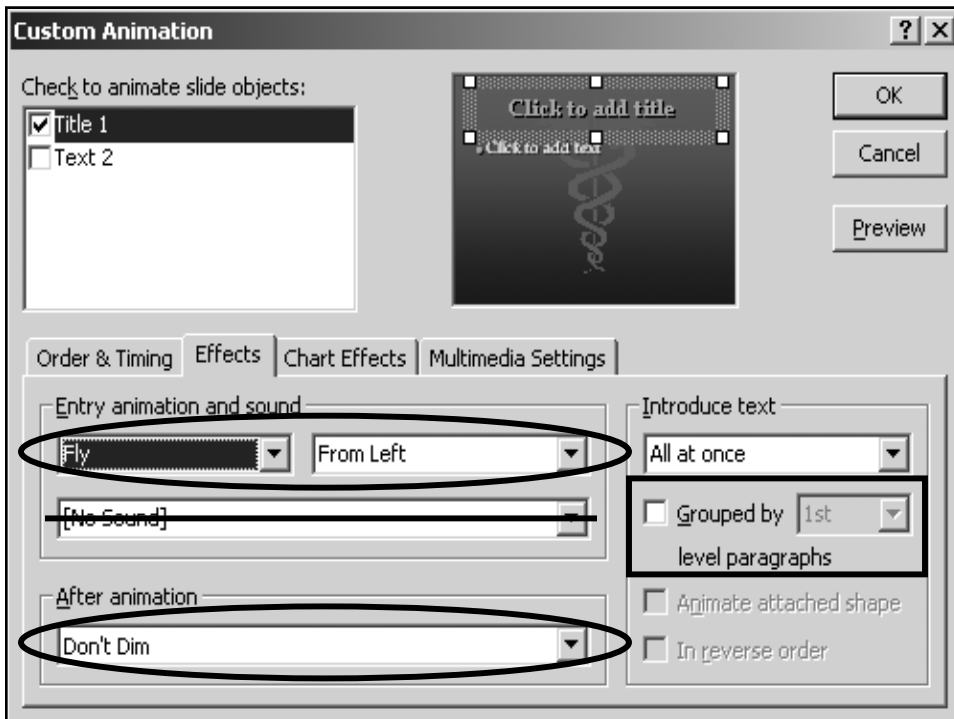 Custom Animation
Check to animate slide objects:
Title 1
Text 2
Click to add title
Click to add text
OK
Cancel
Preview
Order & Timing Effects Chart Effects Multimedia Settings
Entry animation and sound
Fly From Left
[No Sound]
After animation
Don't Dim
Introduce text
All at once
Grouped by 1st
level paragraphs
Animate attached shape
In reverse order